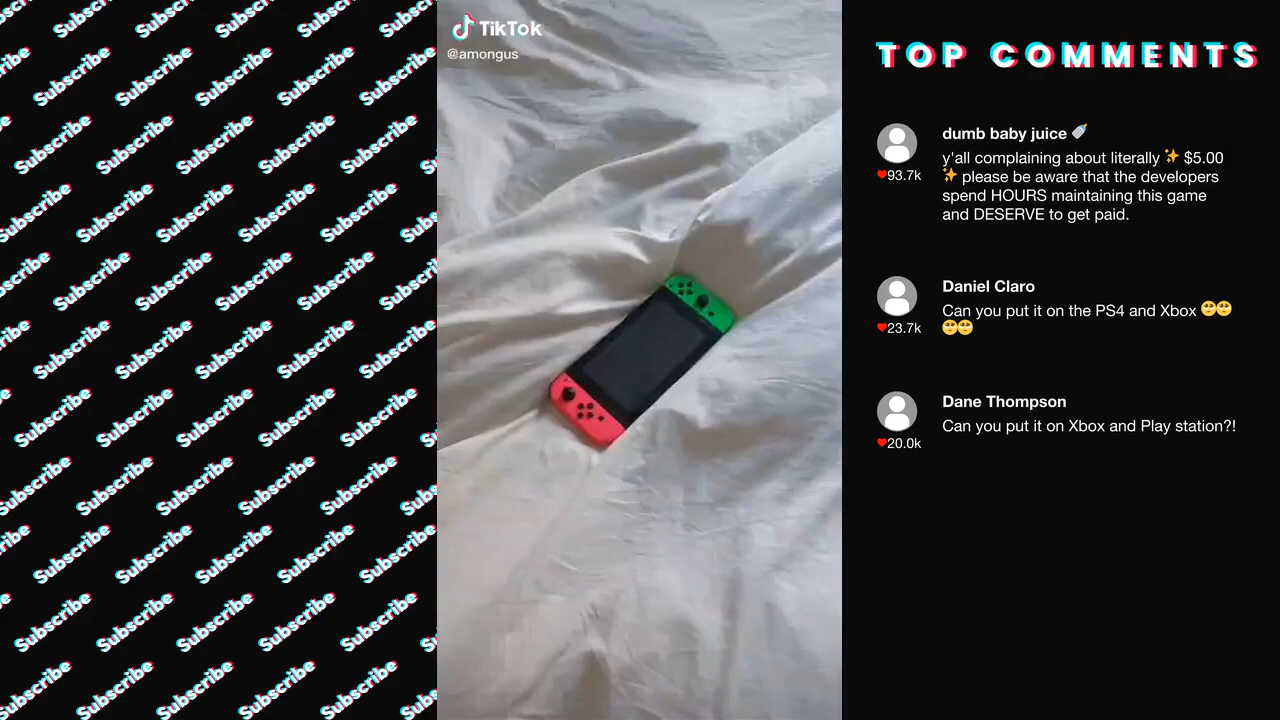 TikTok
@amongus
TOP COMMENTS
dumb baby juice 🍼
y'all complaining about literally ✨ $5.00
✨ please be aware that the developers
spend HOURS maintaining this game
and DESERVE to get paid.
93.7k
Daniel Claro
Can you put it on the PS4 and Xbox 🥺🥺
🥺🥺
23.7k
Dane Thompson
Can you put it on Xbox and Play station?!
20.0k
Subscribe